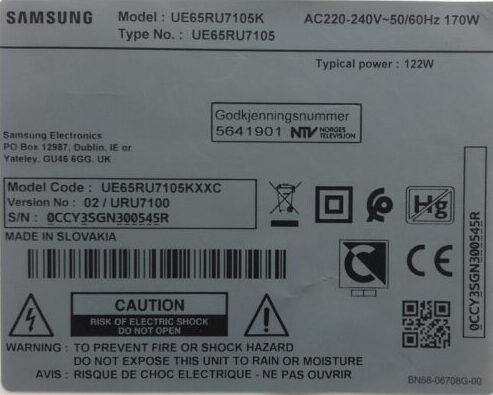 SAMSUNG
Model : UE65RU7105K
AC220-240V~50/60Hz 170W
Type No. : UE65RU7105
Typical power : 122W
Godkjenningsnummer
5641901 NTV NORGES TELEVISJON
Samsung Electronics
PO Box 12987, Dublin, IE or
Yateley, GU46 6GG. UK
Model Code : UE65RU7105KXXC
Version No : 02 / URU7100
S/N : 0CCY3SGN300545R
Hg
0CCY3SGN300545R
MADE IN SLOVAKIA
CE
CAUTION
RISK OF ELECTRIC SHOCK
DO NOT OPEN
WARNING : TO PREVENT FIRE OR SHOCK HAZARD
DO NOT EXPOSE THIS UNIT TO RAIN OR MOISTURE
AVIS : RISQUE DE CHOC ELECTRIQUE - NE PAS OUVRIR
BN68-06708G-00